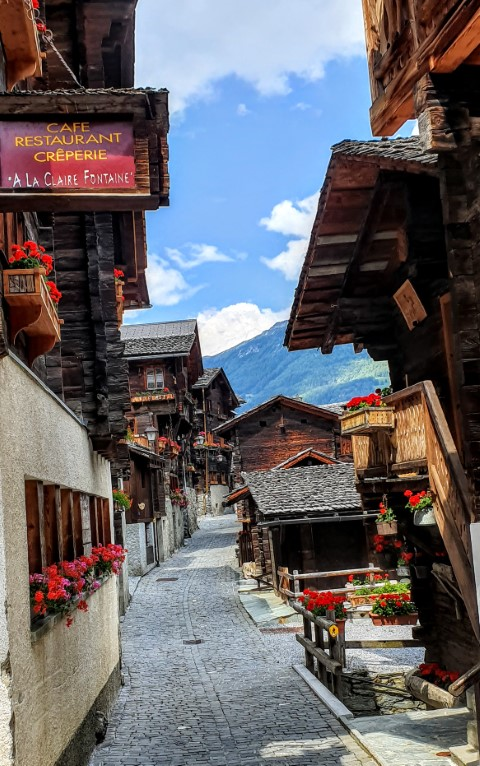 CAFE
RESTAURANT
CRÊPERIE
"A LA CLAIRE FONTAINE"